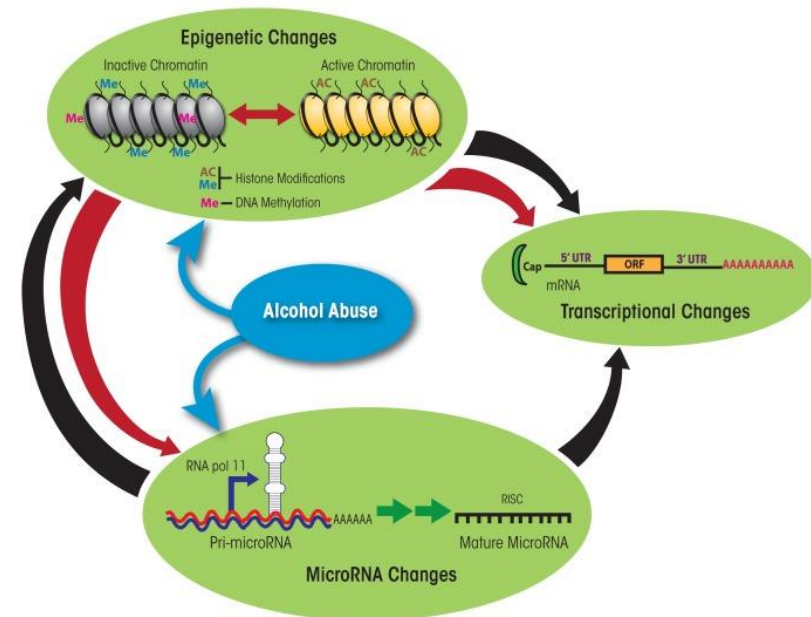 Epigenetic Changes
Inactive Chromatin
Active Chromatin
Me
Me
AC
AC
Me
Me
Me
Me
AC
AC
Me
Histone Modifications
Me
DNA Methylation
Cap
5' UTR
ORF
3' UTR
AAAAAAAAAA
mRNA
Transcriptional Changes
Alcohol Abuse
RNA pol 11
AAAAAA
RISC
Pri-microRNA
Mature MicroRNA
MicroRNA Changes